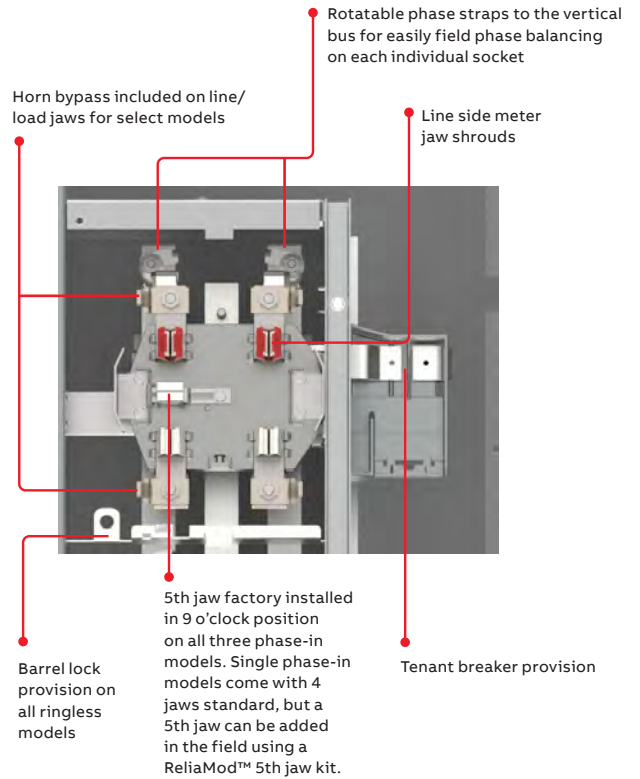 Rotatable phase straps to the vertical
bus for easily field phase balancing
on each individual socket
Horn bypass included on line/
load jaws for select models
Line side meter
jaw shrouds
5th jaw factory installed
in 9 o'clock position
on all three phase-in
models. Single phase-in
models come with 4
jaws standard, but a
5th jaw can be added
in the field using a
ReliaMod™ 5th jaw kit.
Barrel lock
provision on
all ringless
models
Tenant breaker provision